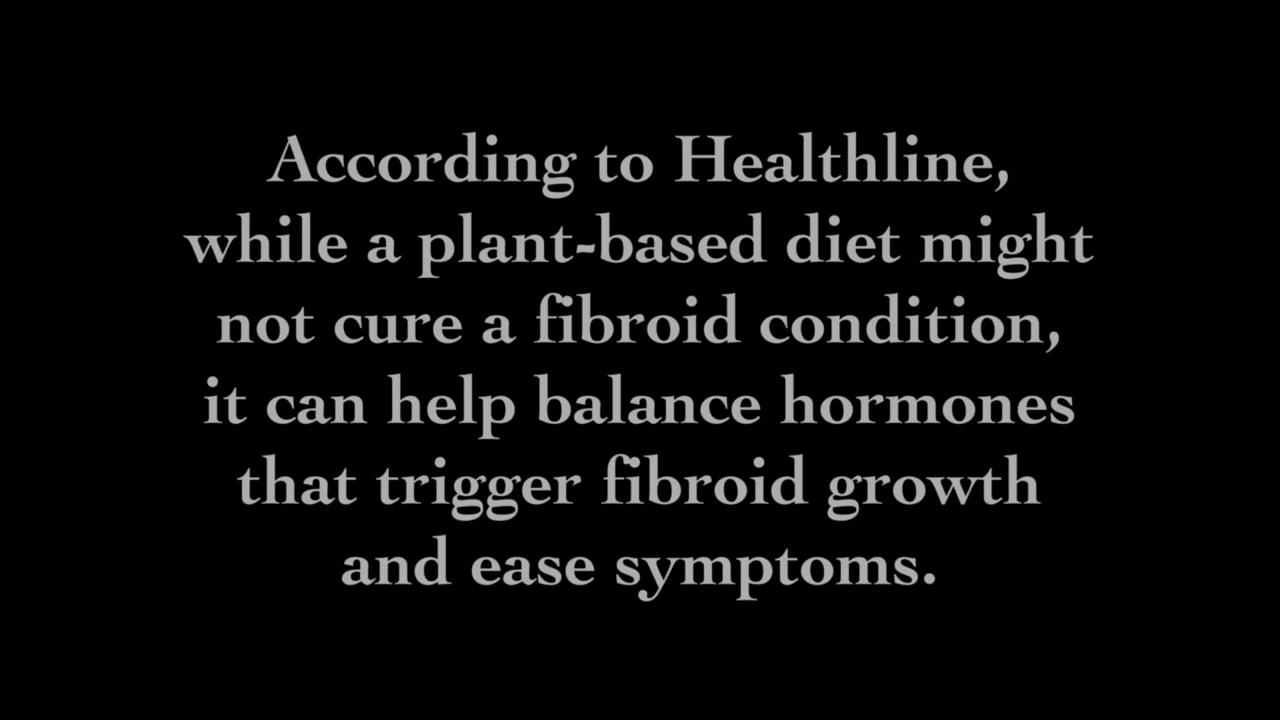 According to Healthline,
while a plant-based diet might
not cure a fibroid condition,
it can help balance hormones
that trigger fibroid growth
and ease symptoms.